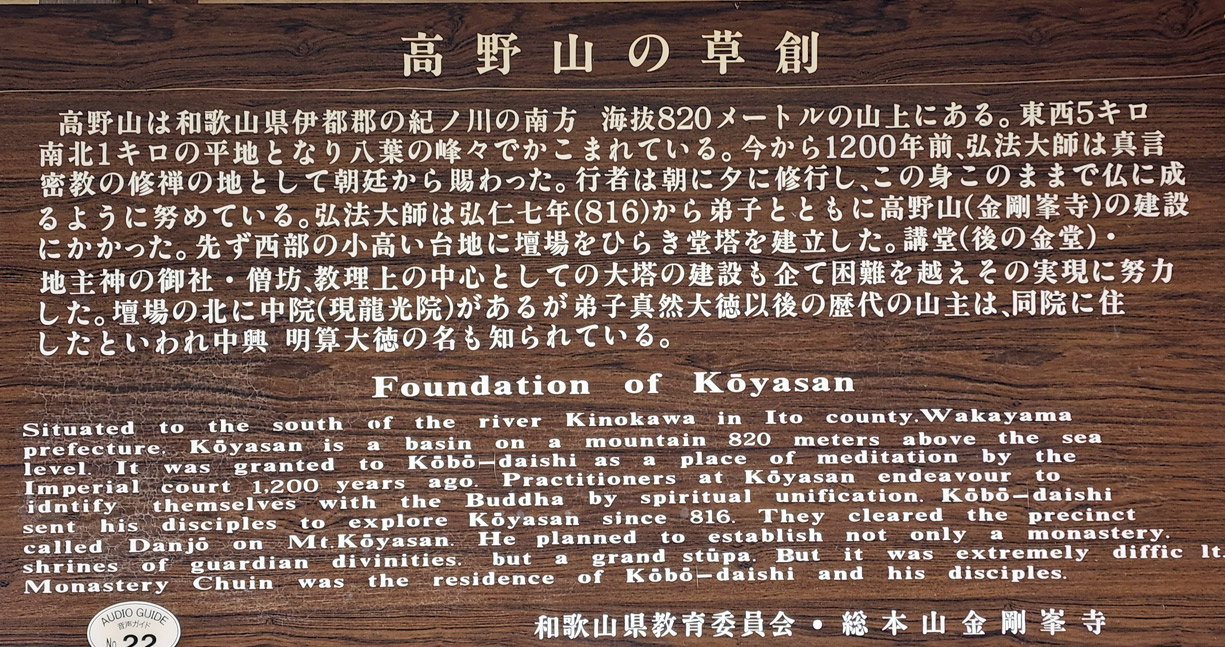 高野山の草創
高野山は和歌山県伊都郡の紀ノ川の南方 海抜820メートルの山上にある。東西5キロ
南北1キロの平地となり八葉の峰々でかこまれている。今から1200年前、弘法大師は真言
密教の修禅の地として朝廷から賜わった。行者は朝に夕に修行し、この身このままで仏に成
るように努めている。弘法大師は弘仁七年(816)から弟子とともに高野山(金剛峯寺)の建設
にかかった。先ず西部の小高い台地に壇場をひらき堂塔を建立した。講堂(後の金堂)・
地主神の御社・僧坊、教理上の中心としての大塔の建設も企て困難を越えその実現に努力
した。壇場の北に中院(現龍光院)があるが弟子真然大徳以後の歴代の山主は、同院に住
したといわれ中興 明算大徳の名も知られている。
Foundation of Kōyasan
Situated to the south of the river Kinokawa in Ito county.Wakayama
prefecture. Kōyasan is a basin on a mountain 820 meters above the sea
level. It was granted to Kōbō-daishi as a place of meditation by the
Imperial court 1,200 years ago. Practitioners at Kōyasan endeavour to
idntify themselves with the Buddha by spiritual unification. Kōbō-daishi
sent his disciples to explore Kōyasan since 816. They cleared the precinct
called Danjō on Mt.Kōyasan. He planned to establish not only a monastery.
shrines of guardian divinities. but a grand stūpa. But it was extremely diffic lt.
Monastery Chuin was the residence of Kōbō-daishi and his disciples.
AUDIO GUIDE
音声ガイド
No. 22
和歌山県教育委員会・総本山金剛峯寺